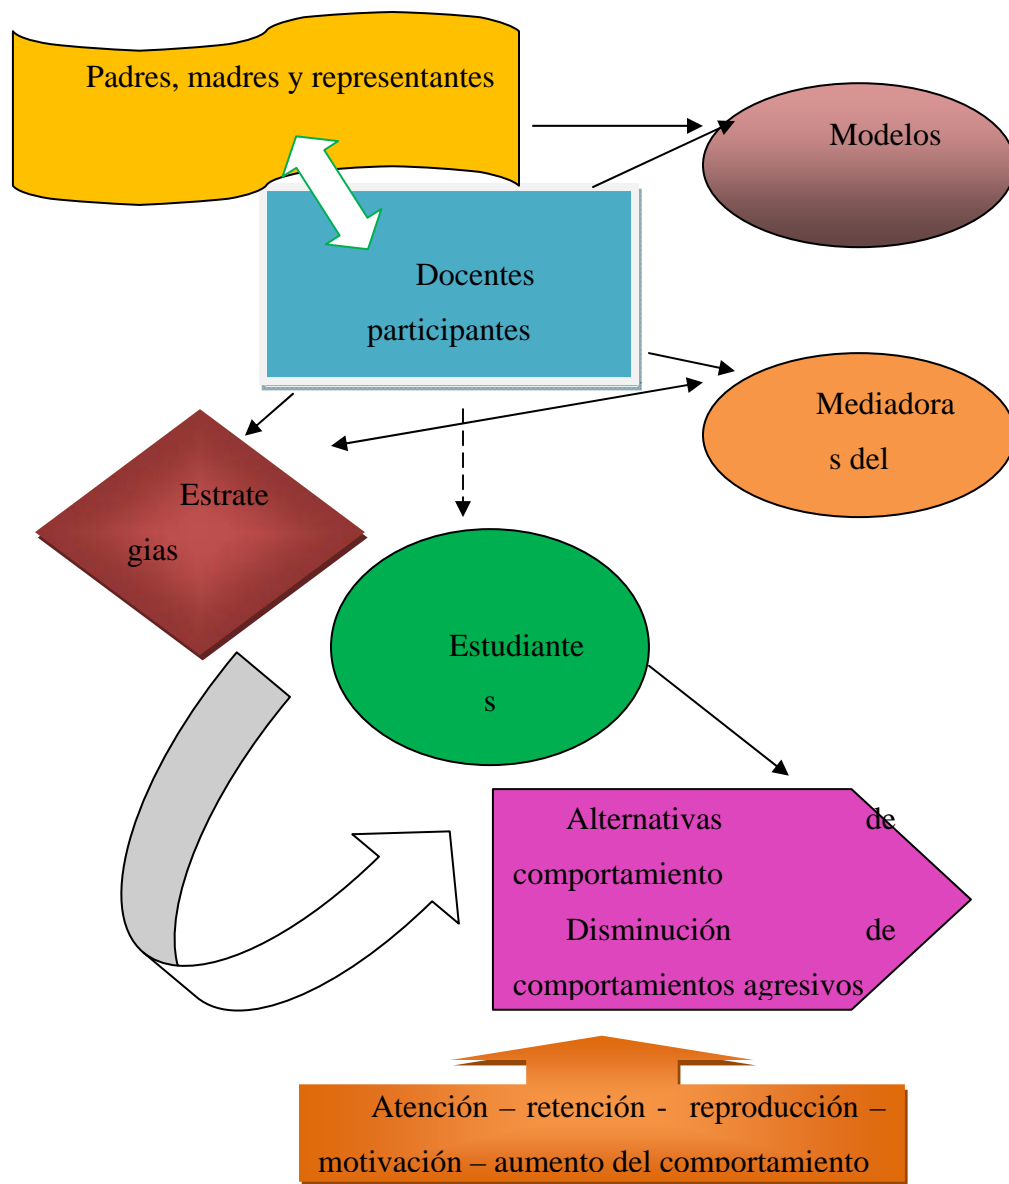 Padres, madres y representantes
Modelos
Docentes
participantes
Mediadora
s del
Estrate
gias
Estudiante
s
Alternativas de
comportamiento
Disminución de
comportamientos agresivos
Atención – retención - reproducción –
motivación – aumento del comportamiento